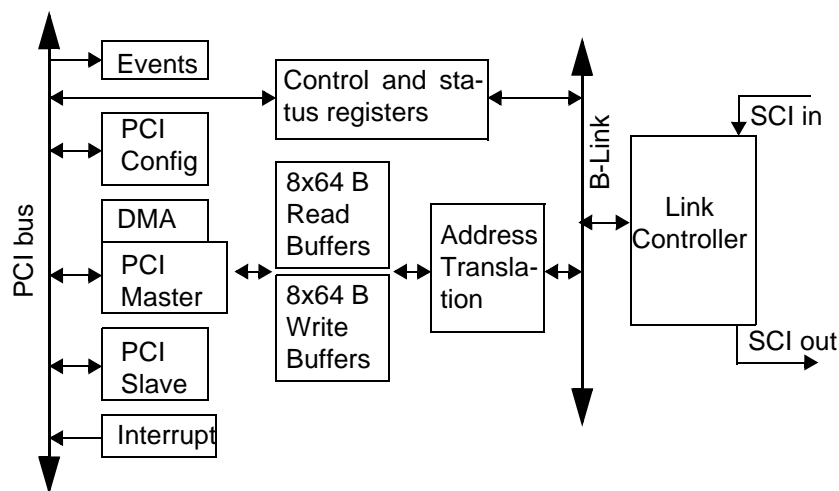 Events
Control and sta-
tus registers
PCI
Config
DMA
PCI
Master
PCI
Slave
Interrupt
PCI bus
8x64 B
Read
Buffers
8x64 B
Write
Buffers
Address
Transla-
tion
B-Link
Link
Controller
SCI in
SCI out